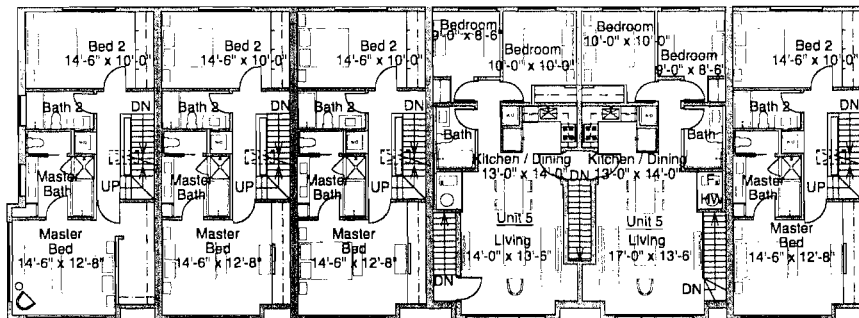 Bed 2
14'-6" x 10'-0"
Bath 2
DN
UP
Master
Bath
Master
Bed
14'-6" x 12'-8"
Bed 2
14'-6" x 10'-0"
Bath 2
DN
UP
Master
Bath
Master
Bed
14'-6" x 12'-8"
Bed 2
14'-6" x 10'-0"
Bath 2
DN
UP
Master
Bath
Master
Bed
14'-6" x 12'-8"
Bedroom
9'-0" x 8'-6"
Bedroom
10'-0" x 10'-0"
Bath
Kitchen / Dining
13'-0" x 14'-0"
DN
Unit 5
Living
14'-0" x 13'-6"
DN
Bedroom
10'-0" x 10'-0"
Bedroom
9'-0" x 8'-6"
Bath
Kitchen / Dining
13'-0" x 14'-0"
HW
Unit 5
Living
17'-0" x 13'-6"
DN
Bed 2
14'-6" x 10'-0"
Bath 2
DN
UP
Master
Bath
Master
Bed
14'-6" x 12'-8"